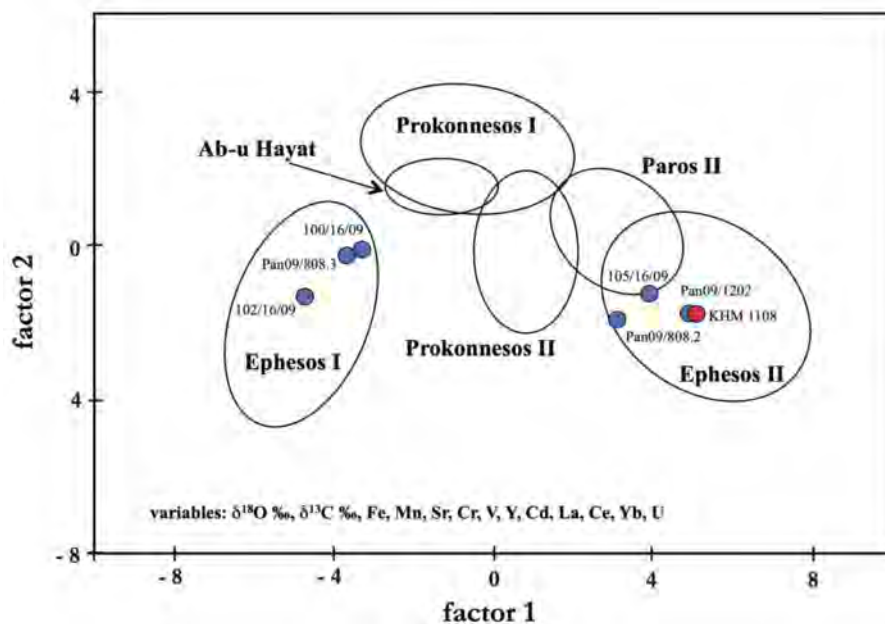 4
Prokonnesos I
Ab-u Hayat
Paros II
100/16/09
0
Pan09/808.3
105/16/09
Pan09/1202
102/16/09
KHM 1108
Pan09/808.2
Prokonnesos II
Ephesos I
Ephesos II
factor 2
4
variables: δ18O ‰, δ13C ‰, Fe, Mn, Sr, Cr, V, Y, Cd, La, Ce, Yb, U
- 8
- 8 - 4 0 4 8
factor 1